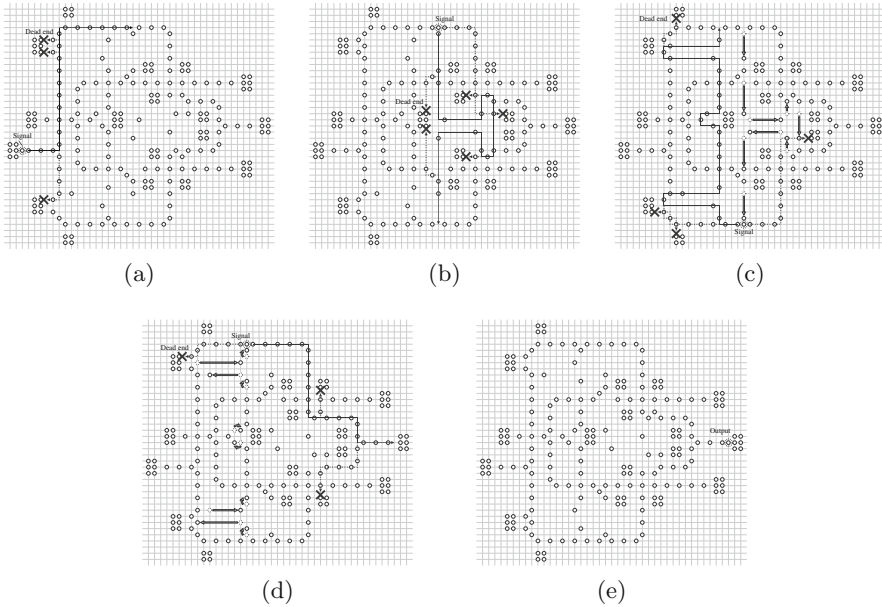 Dead end
Signal
(a)
Signal
Dead end
(b)
Dead end
Signal
(c)
Signal
Dead end
(d)
Output
(e)